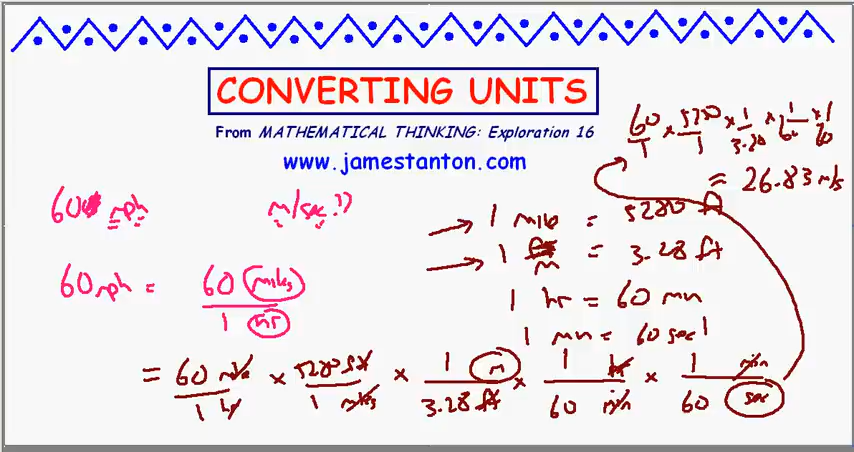 CONVERTING UNITS
From MATHEMATICAL THINKING: Exploration 16
www.jamestanton.com
60/1 × 5280/1 × 1/3.28 × 1/60 × 1/60
= 26.83 m/s
60 mph m/sec ??
1 mile = 5280 ft
1 m = 3.28 ft
60 mph = 60 miles / 1 hr
1 hr = 60 min
1 min = 60 sec
= 60 miles / 1 hr × 5280 ft / 1 miles × 1 m / 3.28 ft × 1 hr / 60 min × 1 min / 60 sec